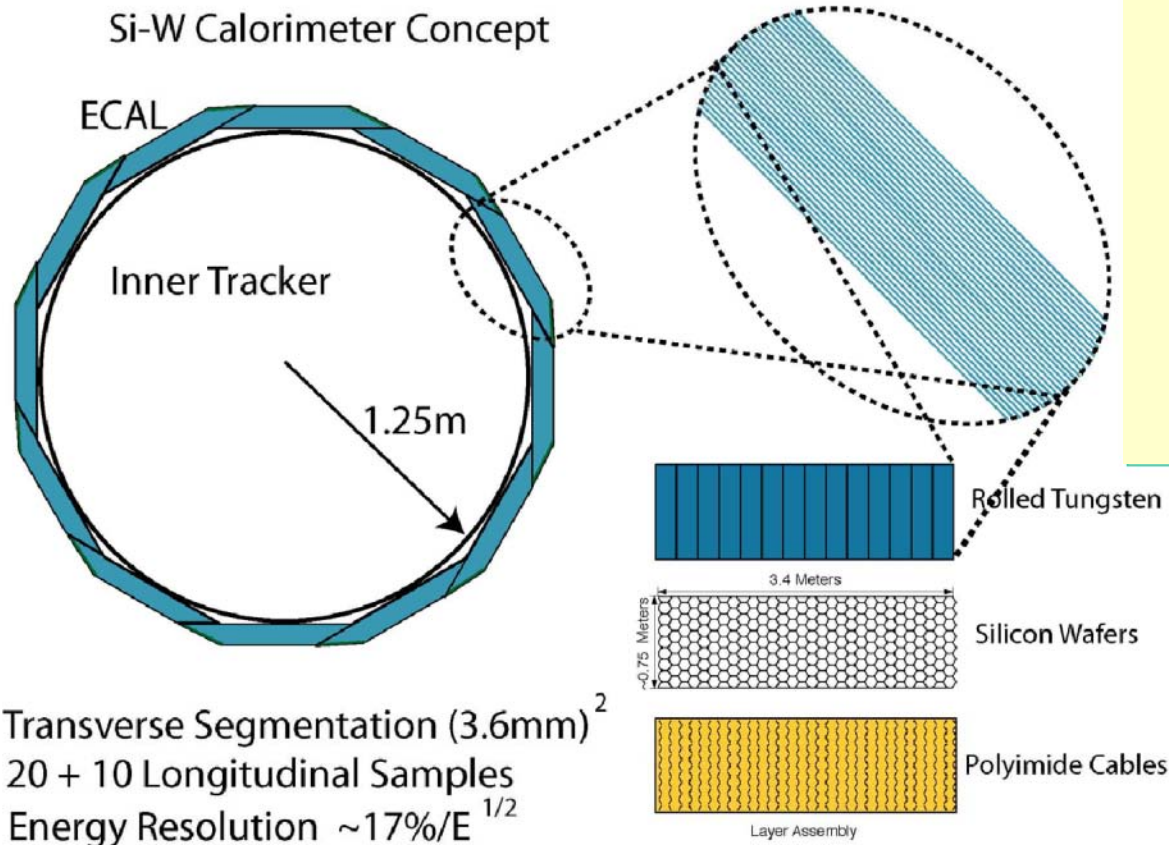 Si-W Calorimeter Concept
ECAL
Inner Tracker
1.25m
Rolled Tungsten
3.4 Meters
~0.75 Meters
Silicon Wafers
Polyimide Cables
Layer Assembly
Transverse Segmentation (3.6mm)²
20 + 10 Longitudinal Samples
Energy Resolution ~17%/E^1/2